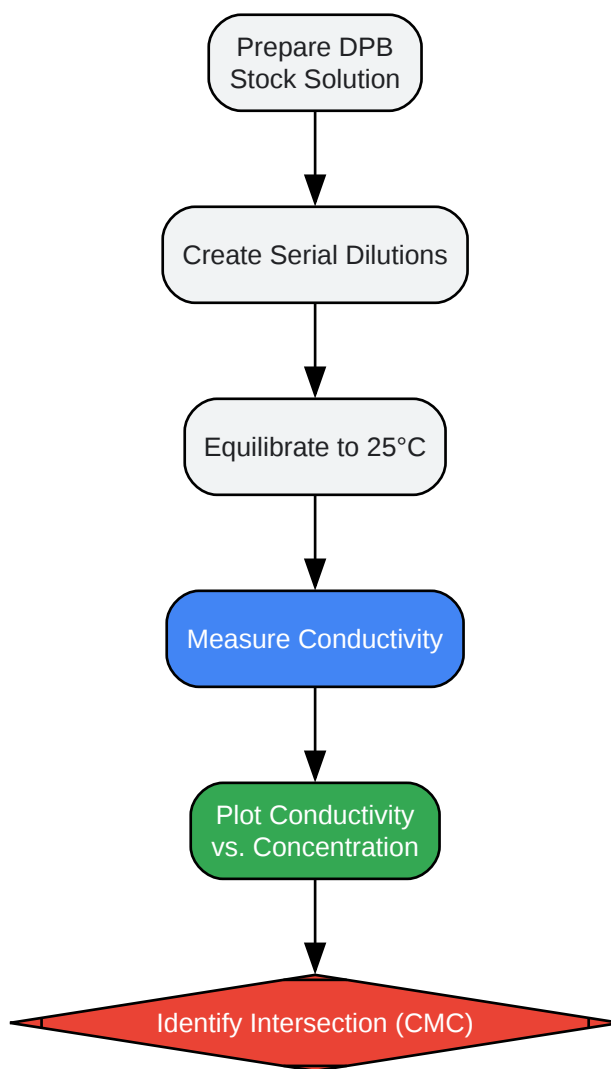 Prepare DPB
Stock Solution
Create Serial Dilutions
Equilibrate to 25°C
Measure Conductivity
Plot Conductivity
vs. Concentration
Identify Intersection (CMC)